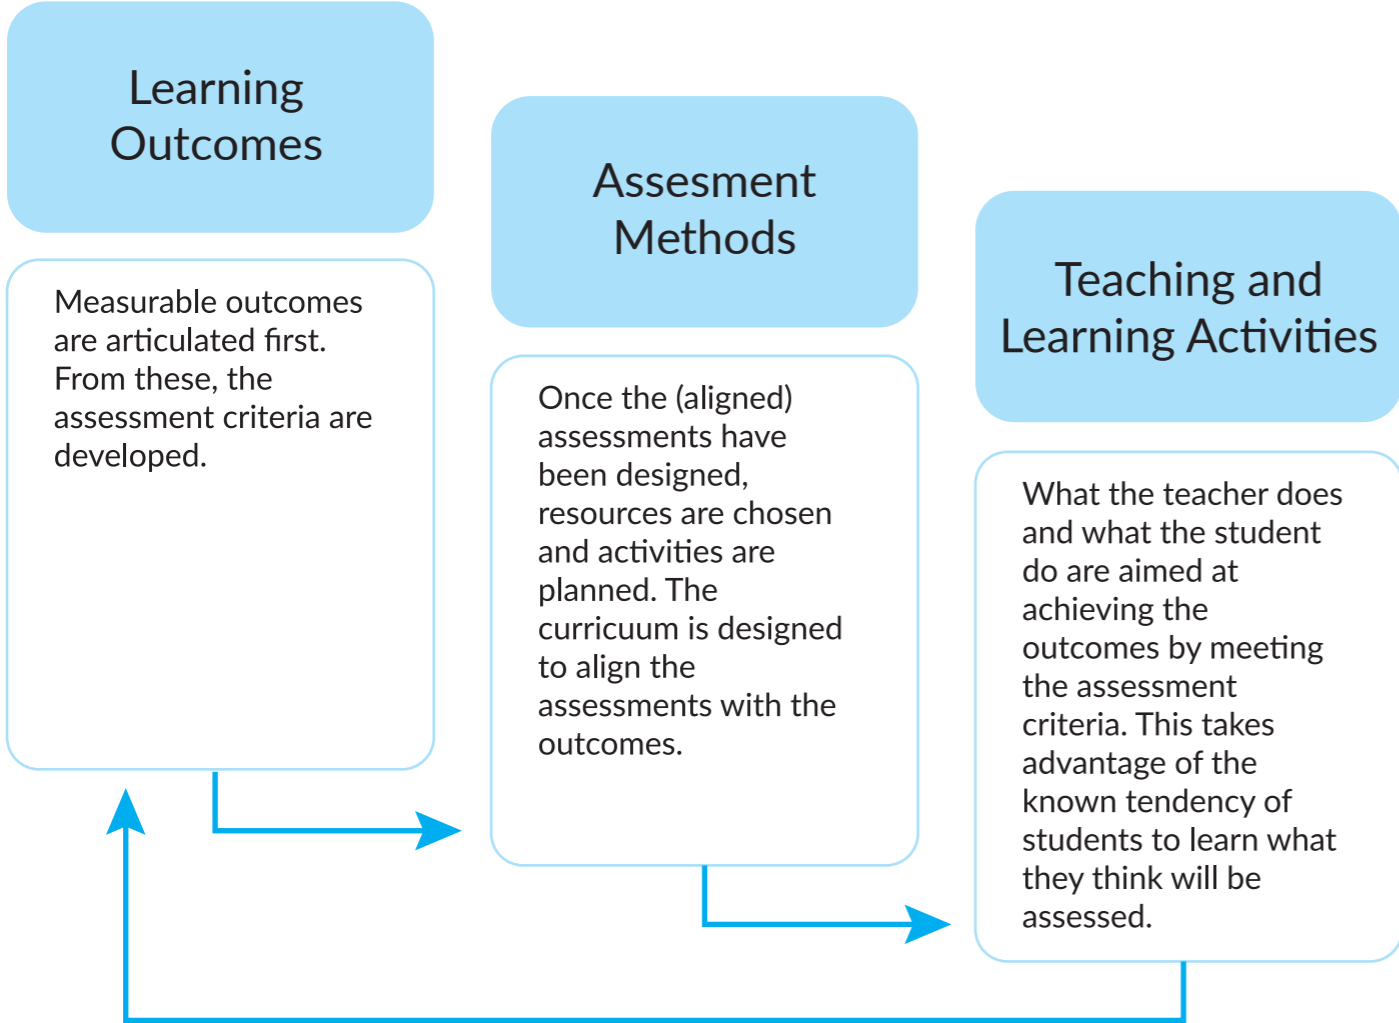 Learning
Outcomes
Measurable outcomes
are articulated first.
From these, the
assessment criteria are
developed.
Assesment
Methods
Once the (aligned)
assessments have
been designed,
resources are chosen
and activities are
planned. The
curricuum is designed
to align the
assessments with the
outcomes.
Teaching and
Learning Activities
What the teacher does
and what the student
do are aimed at
achieving the
outcomes by meeting
the assessment
criteria. This takes
advantage of the
known tendency of
students to learn what
they think will be
assessed.